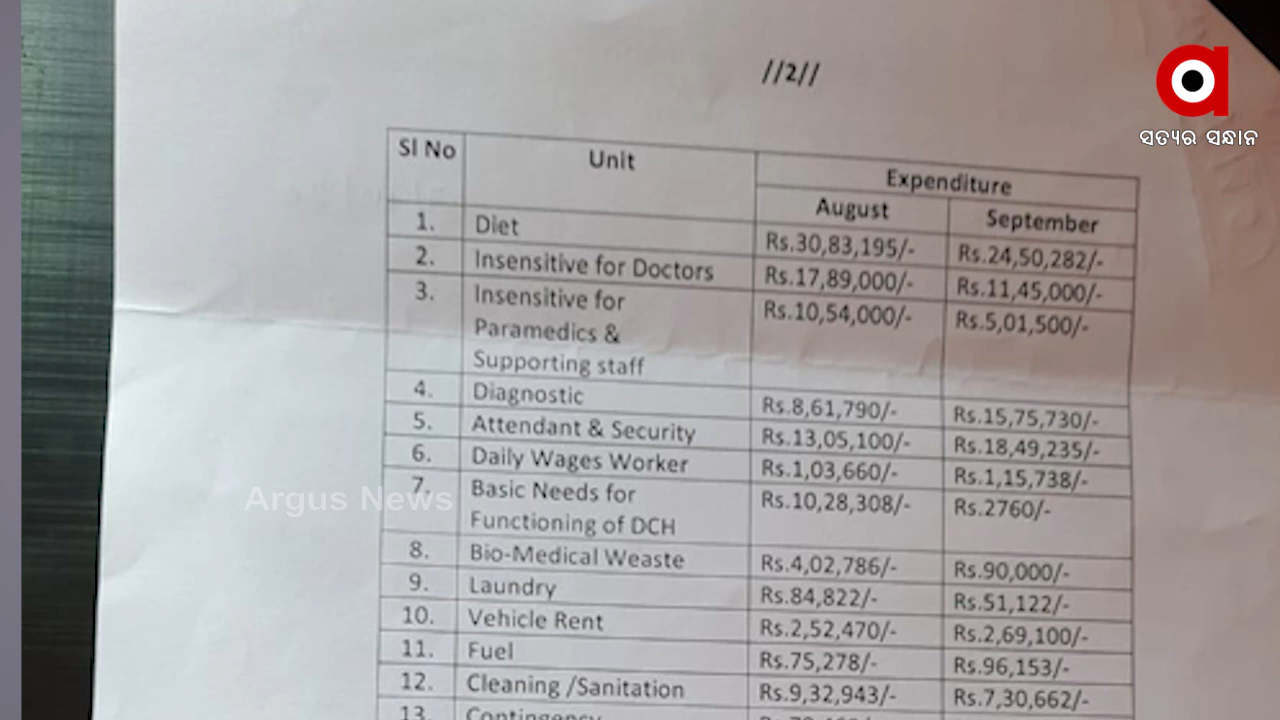 //2//
ସତ୍ୟର ସନ୍ଧାନ
Sl No Unit Expenditure
August September
1. Diet Rs.30,83,195/- Rs.24,50,282/-
2. Insensitive for Doctors Rs.17,89,000/- Rs.11,45,000/-
3. Insensitive for Rs.10,54,000/- Rs.5,01,500/-
Paramedics &
Supporting staff
4. Diagnostic Rs.8,61,790/- Rs.15,75,730/-
5. Attendant & Security Rs.13,05,100/- Rs.18,49,235/-
6. Daily Wages Worker Rs.1,03,660/- Rs.1,15,738/-
7. Basic Needs for Rs.10,28,308/- Rs.2760/-
Argus News
Functioning of DCH
8. Bio-Medical Weaste Rs.4,02,786/- Rs.90,000/-
9. Laundry Rs.84,822/- Rs.51,122/-
10. Vehicle Rent Rs.2,52,470/- Rs.2,69,100/-
11. Fuel Rs.75,278/- Rs.96,153/-
12. Cleaning /Sanitation Rs.9,32,943/- Rs.7,30,662/-
13. Contingency